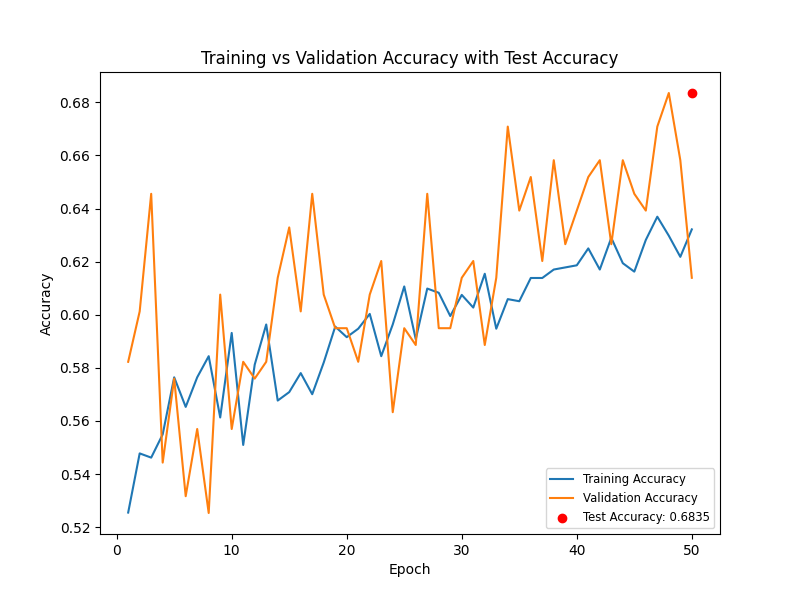 Training vs Validation Accuracy with Test Accuracy
Accuracy
0.68
0.66
0.64
0.62
0.60
0.58
0.56
0.54
0.52
Training Accuracy
Validation Accuracy
Test Accuracy: 0.6835
0 10 20 30 40 50
Epoch